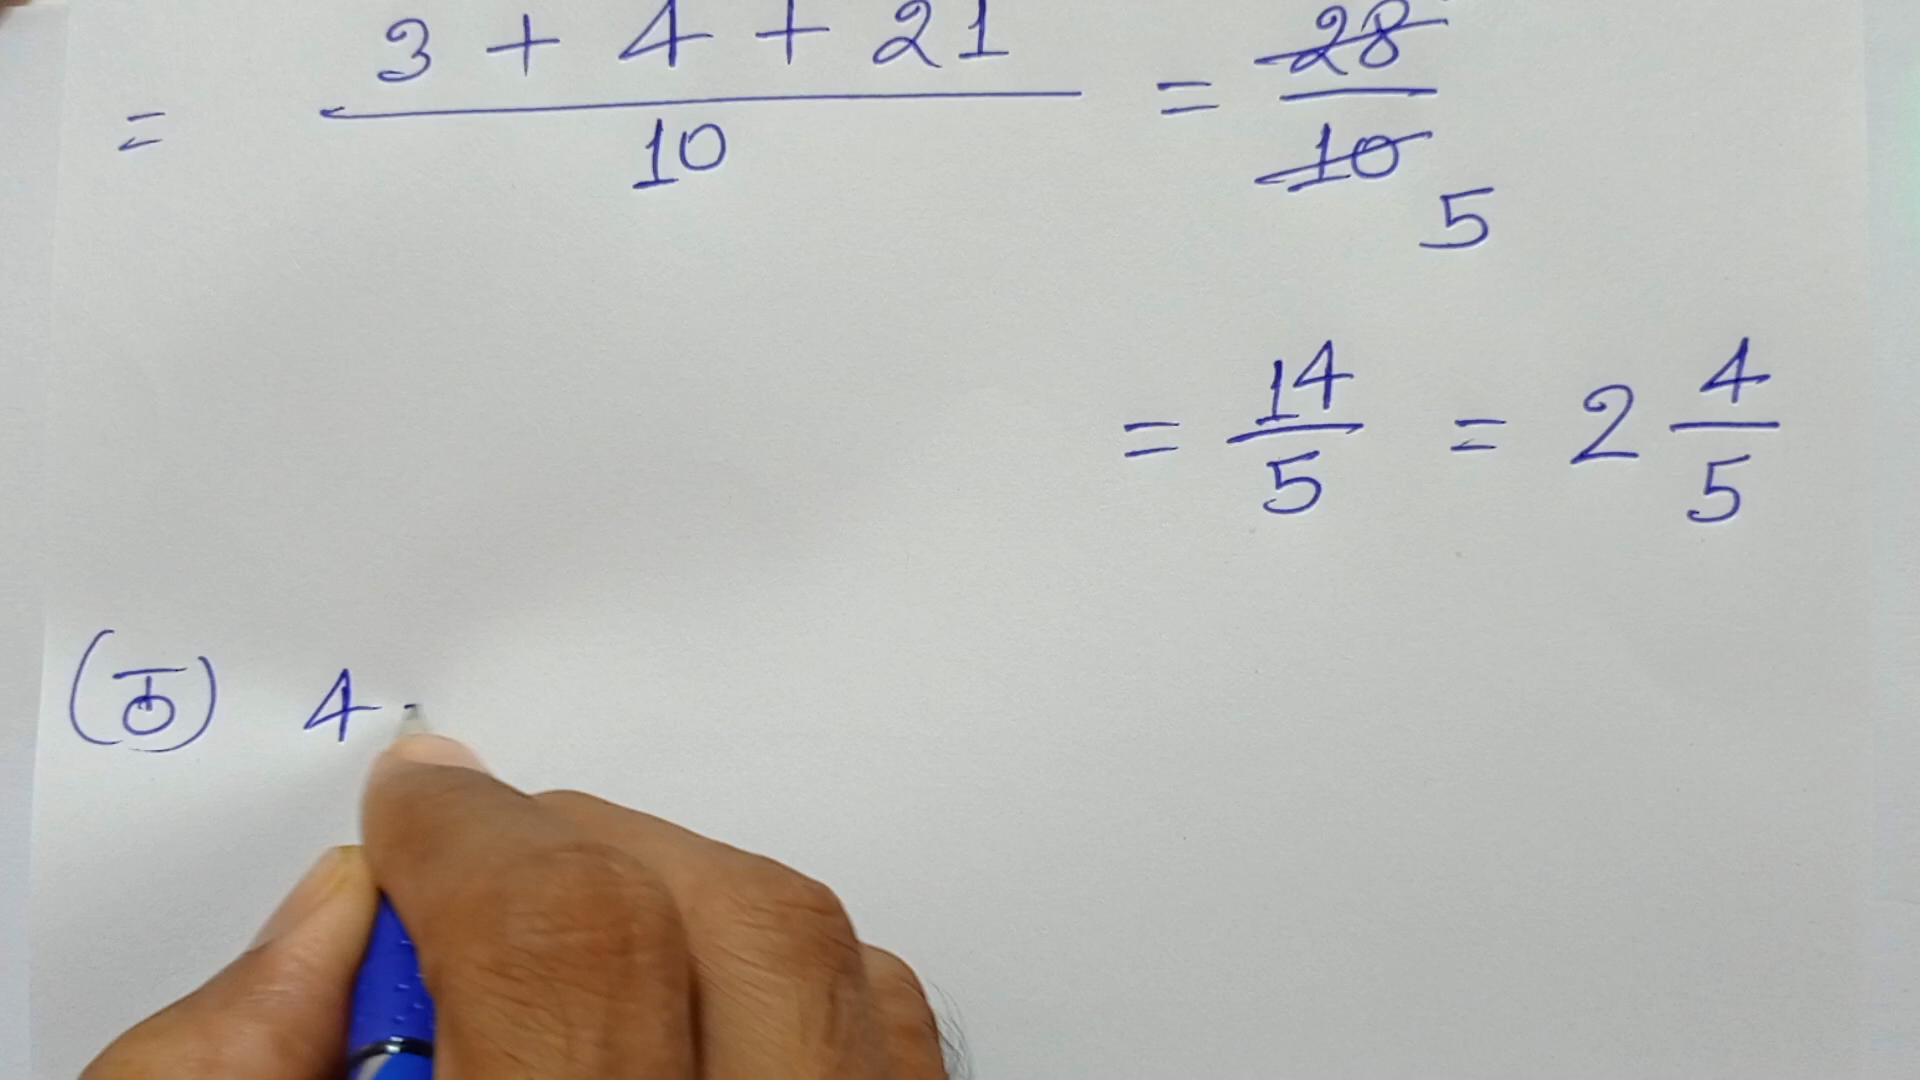 = 3 + 4 + 21 / 10 = 28 / 10 5
= 14/5 = 2 4/5
(ठ) 4